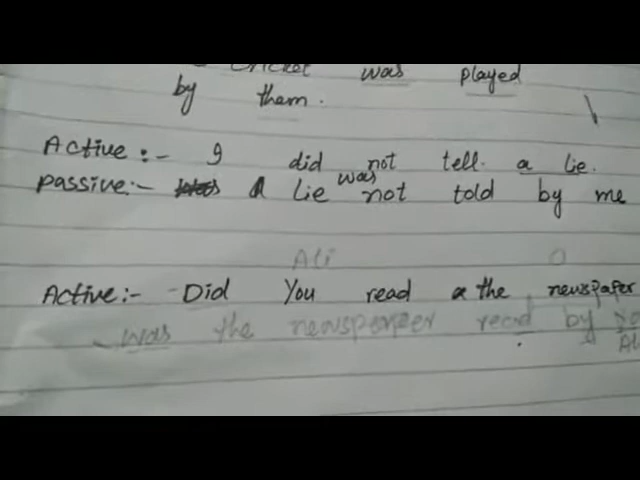 Cricket was played
by them.
Active:- I did not tell a lie.
Passive:- A lie was not told by me
Ali O
Active:- Did You read the newspaper
was the newsperper read by